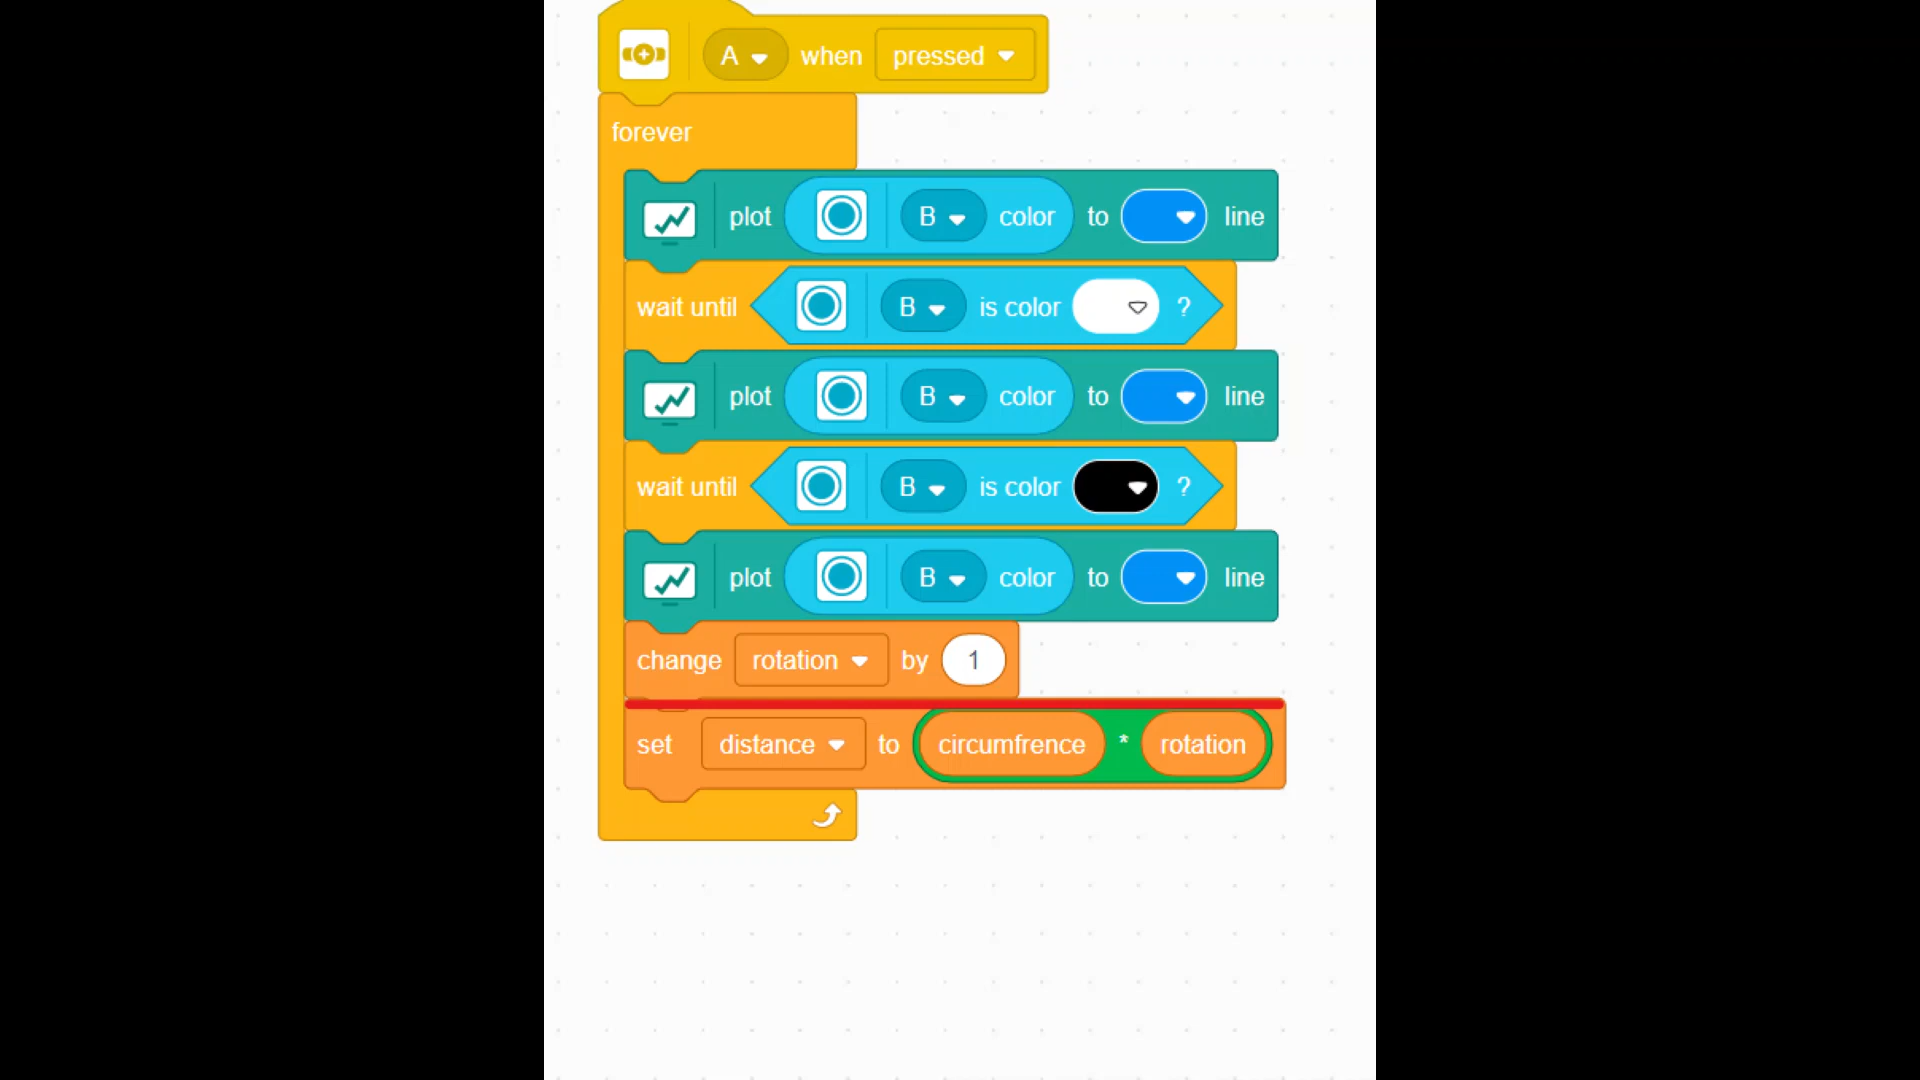 A when pressed
forever
plot B color to line
wait until B is color ?
plot B color to line
wait until B is color ?
plot B color to line
change rotation by 1
set distance to circumfrence * rotation